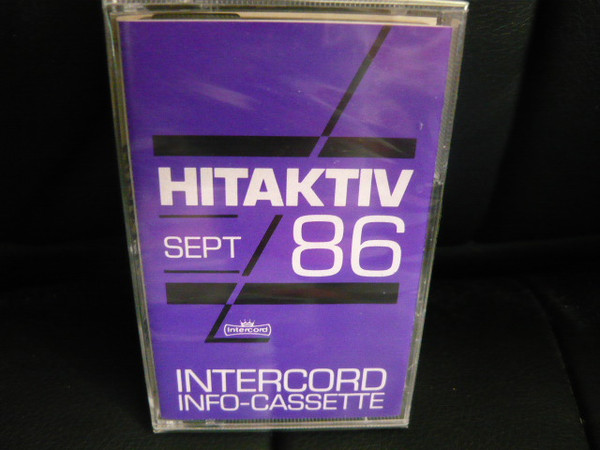 HITAKTIV
SEPT 86
Intercord
INTERCORD
INFO-CASSETTE